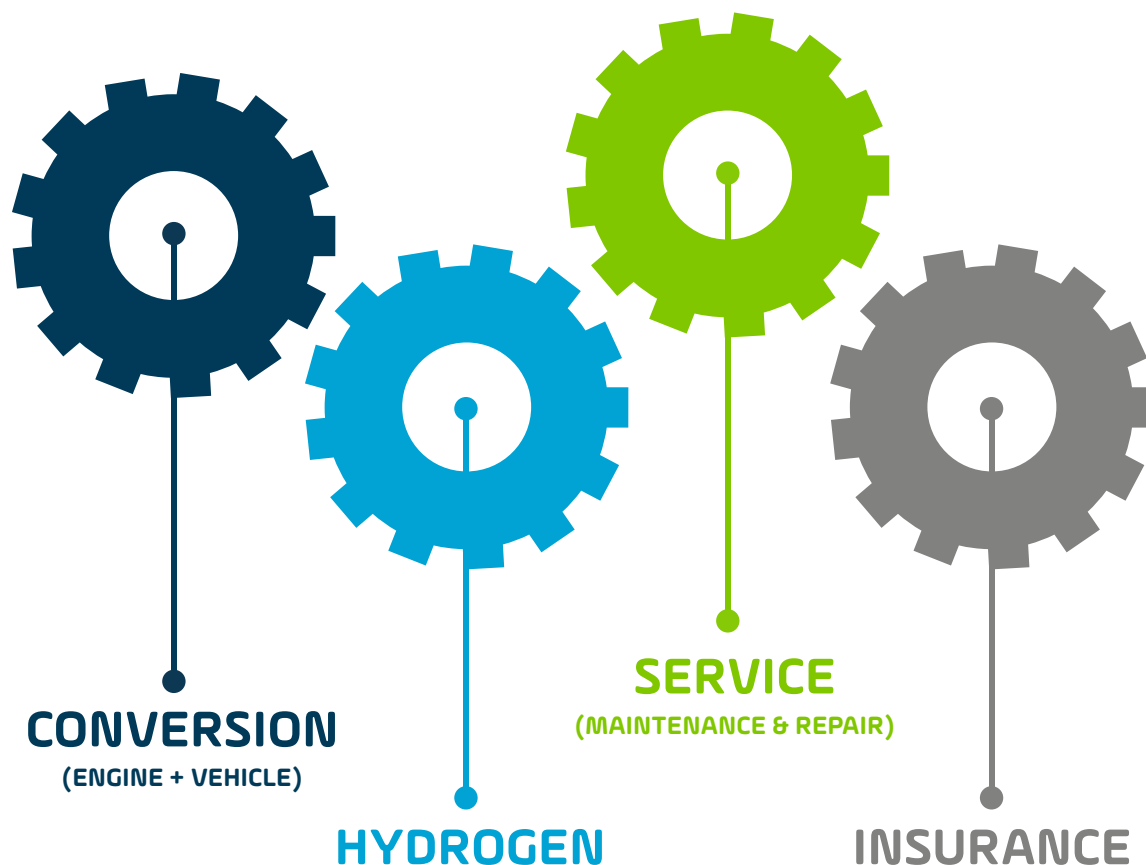 CONVERSION
(ENGINE + VEHICLE)
HYDROGEN
SERVICE
(MAINTENANCE & REPAIR)
INSURANCE